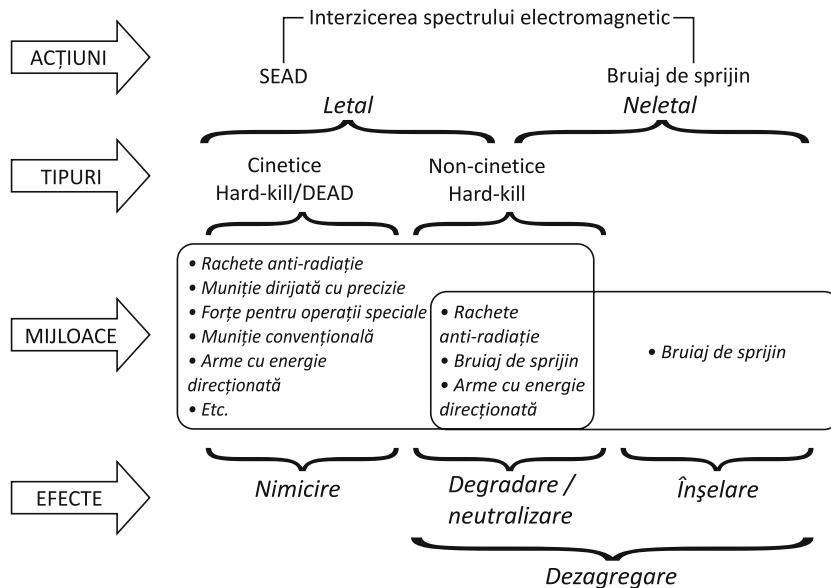 Interzicerea spectrului electromagnetic
ACȚIUNI
SEAD
Bruiaj de sprijin
Letal
Neletal
TIPURI
Cinetice
Hard-kill/DEAD
Non-cinetice
Hard-kill
MIJLOACE
• Rachete anti-radiație
• Muniție dirijată cu precizie
• Forțe pentru operații speciale
• Muniție convențională
• Arme cu energie
direcționată
• Etc.
• Rachete
anti-radiație
• Bruiaj de sprijin
• Arme cu energie
direcționată
• Bruiaj de sprijin
EFECTE
Nimicire
Degradare /
neutralizare
Înşelare
Dezagregare